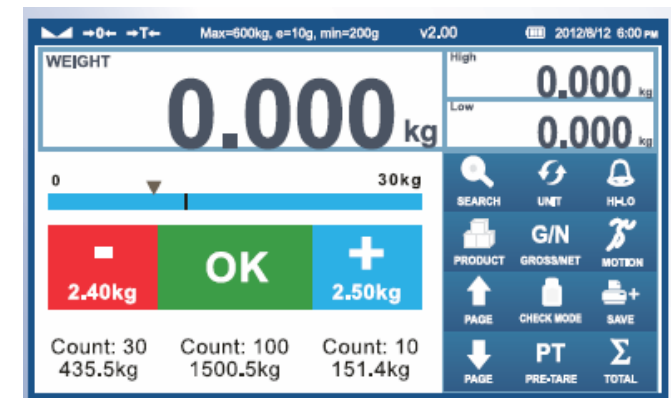 →0← →T← Max=600kg, e=10g, min=200g v2.00 2012/6/12 6:00 PM
WEIGHT
0.000 kg
High
0.000 kg
Low
0.000 kg
0 30kg
- OK +
2.40kg 2.50kg
Count: 30 Count: 100 Count: 10
435.5kg 1500.5kg 151.4kg
SEARCH UNIT HI-LO
G/N
PRODUCT GROSS/NET MOTION
PAGE CHECK MODE SAVE
PT Σ
PAGE PRE-TARE TOTAL